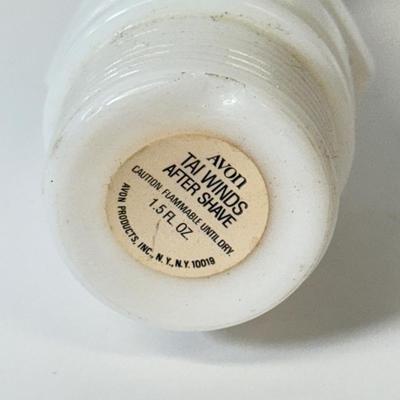 AVON
TAI WINDS
AFTER SHAVE
CAUTION FLAMMABLE UNTIL DRY.
1.5 FL OZ.
AVON PRODUCTS, INC., N.Y., N.Y. 10019